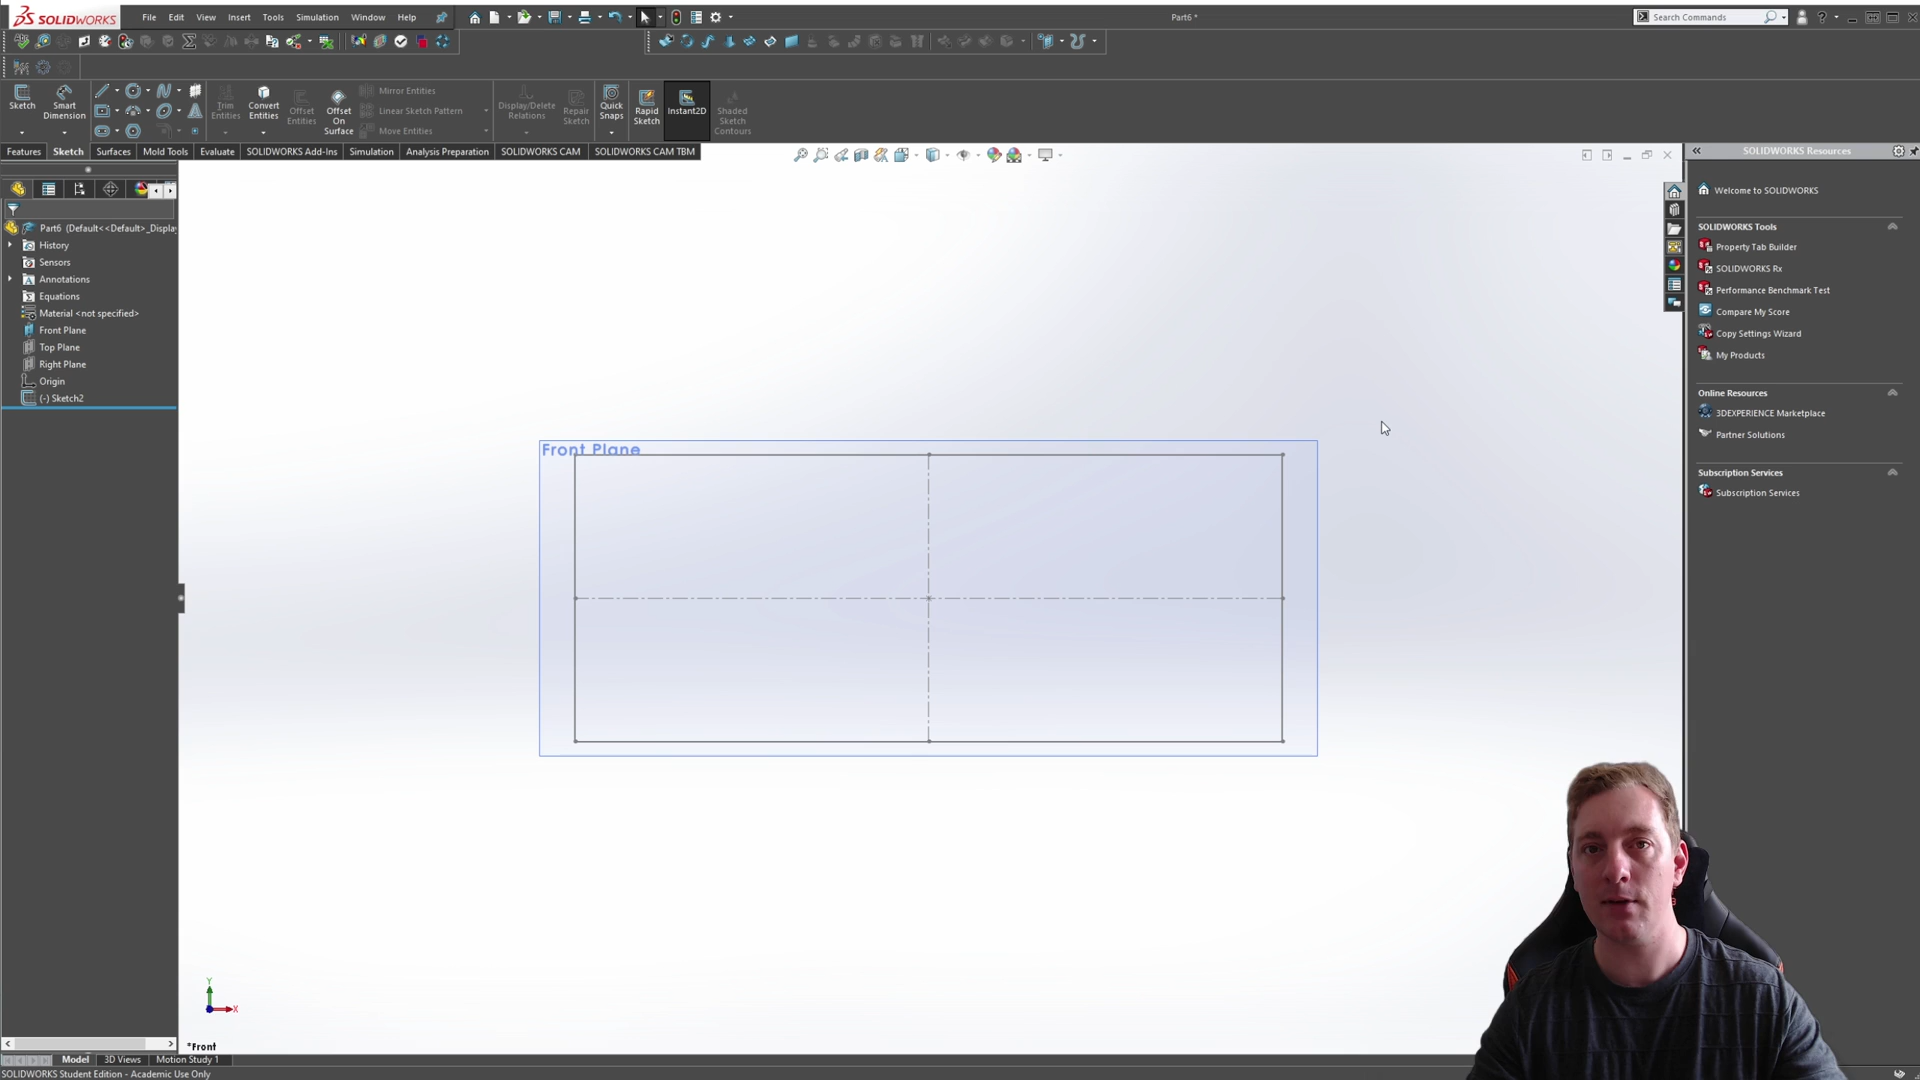 SOLIDWORKS
File Edit View Insert Tools Simulation Window Help
Part6 *
Search Commands
Sketch
Smart Dimension
Trim Entities
Convert Entities
Offset Entities
Offset On Surface
Mirror Entities
Linear Sketch Pattern
Move Entities
Display/Delete Relations
Repair Sketch
Quick Snaps
Rapid Sketch
Instant2D
Shaded Sketch Contours
Features Sketch Surfaces Mold Tools Evaluate SOLIDWORKS Add-Ins Simulation Analysis Preparation SOLIDWORKS CAM SOLIDWORKS CAM TBM
Part6 (Default<<Default>_Displa
History
Sensors
Annotations
Equations
Material <not specified>
Front Plane
Top Plane
Right Plane
Origin
(-) Sketch2
Front Plane
Y
X
*Front
SOLIDWORKS Resources
Welcome to SOLIDWORKS
SOLIDWORKS Tools
Property Tab Builder
SOLIDWORKS Rx
Performance Benchmark Test
Compare My Score
Copy Settings Wizard
My Products
Online Resources
3DEXPERIENCE Marketplace
Partner Solutions
Subscription Services
Subscription Services
Model 3D Views Motion Study 1
SOLIDWORKS Student Edition - Academic Use Only